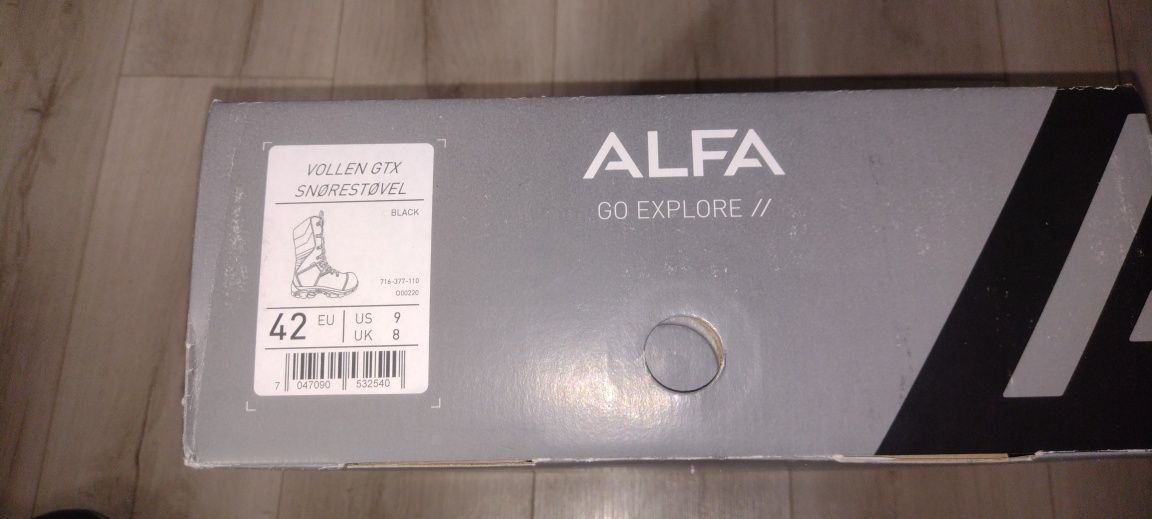 VOLLEN GTX
SNØRESTØVEL
BLACK
716-377-110
000220
42 EU US 9
UK 8
7 047090 532540
ALFA
GO EXPLORE //